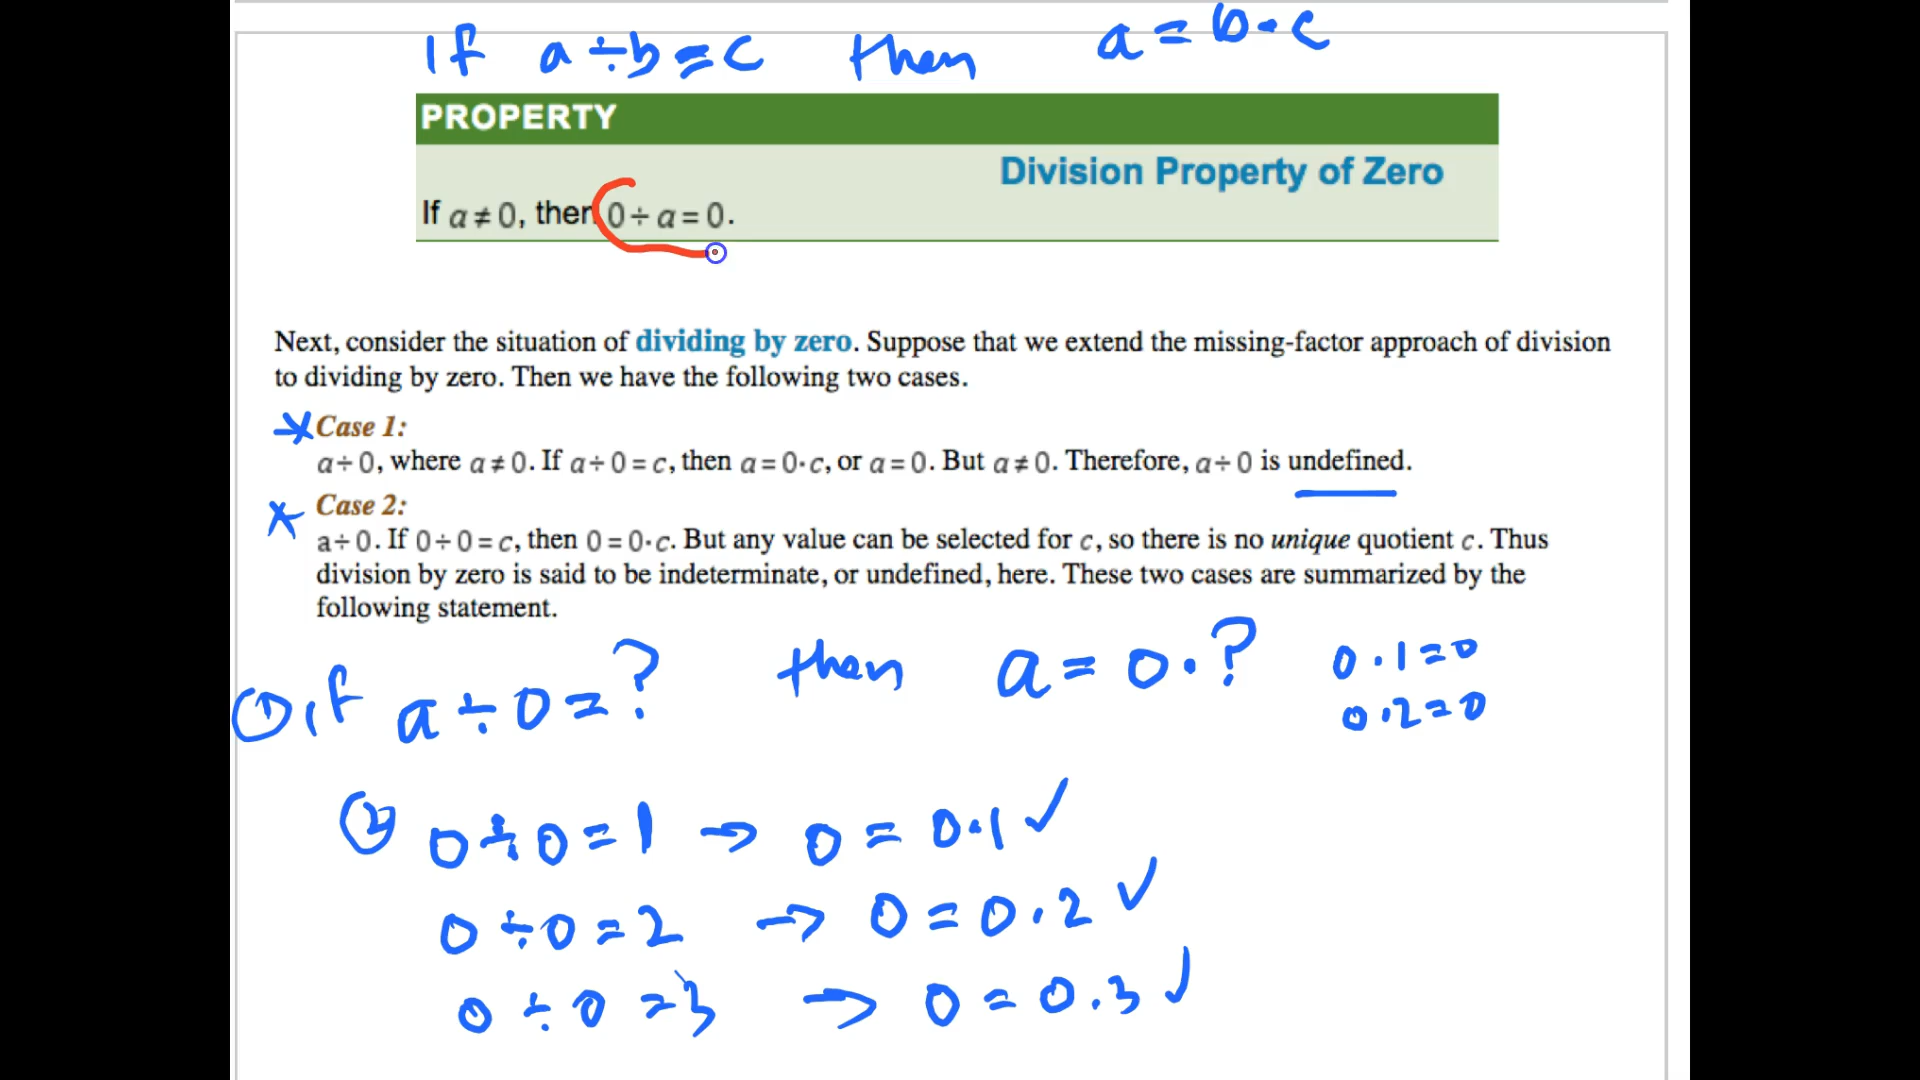 If a ÷ b = c then a = b · c
PROPERTY
Division Property of Zero
If a ≠ 0, then 0 ÷ a = 0.
Next, consider the situation of dividing by zero. Suppose that we extend the missing-factor approach of division
to dividing by zero. Then we have the following two cases.
Case 1:
a ÷ 0, where a ≠ 0. If a ÷ 0 = c, then a = 0 · c, or a = 0. But a ≠ 0. Therefore, a ÷ 0 is undefined.
Case 2:
a ÷ 0. If 0 ÷ 0 = c, then 0 = 0 · c. But any value can be selected for c, so there is no unique quotient c. Thus
division by zero is said to be indeterminate, or undefined, here. These two cases are summarized by the
following statement.
① if a ÷ 0 = ? then a = 0 · ? 0 · 1 = 0
0 · 2 = 0
② 0 ÷ 0 = 1 → 0 = 0 · 1 ✓
0 ÷ 0 = 2 → 0 = 0 · 2 ✓
0 ÷ 0 = 3 → 0 = 0 · 3 ✓